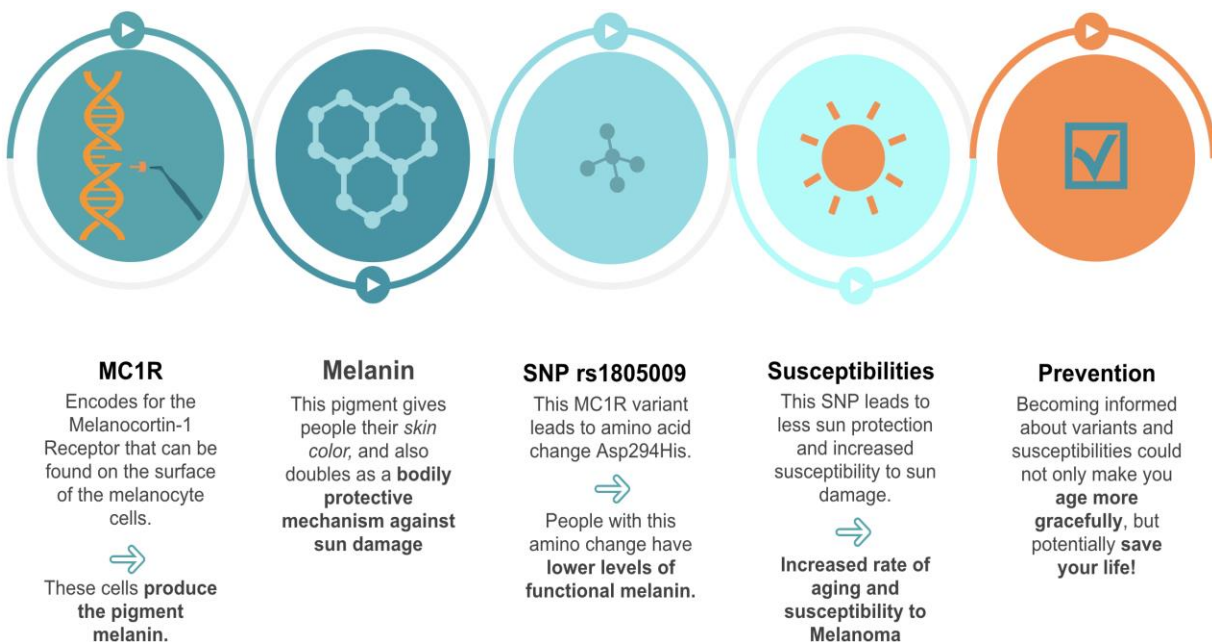 MC1R
Encodes for the
Melanocortin-1
Receptor that can be
found on the surface
of the melanocyte
cells.
These cells produce
the pigment
melanin.
Melanin
This pigment gives
people their skin
color, and also
doubles as a bodily
protective
mechanism against
sun damage
SNP rs1805009
This MC1R variant
leads to amino acid
change Asp294His.
People with this
amino change have
lower levels of
functional melanin.
Susceptibilities
This SNP leads to
less sun protection
and increased
susceptibility to sun
damage.
Increased rate of
aging and
susceptibility to
Melanoma
Prevention
Becoming informed
about variants and
susceptibilities could
not only make you
age more
gracefully, but
potentially save
your life!